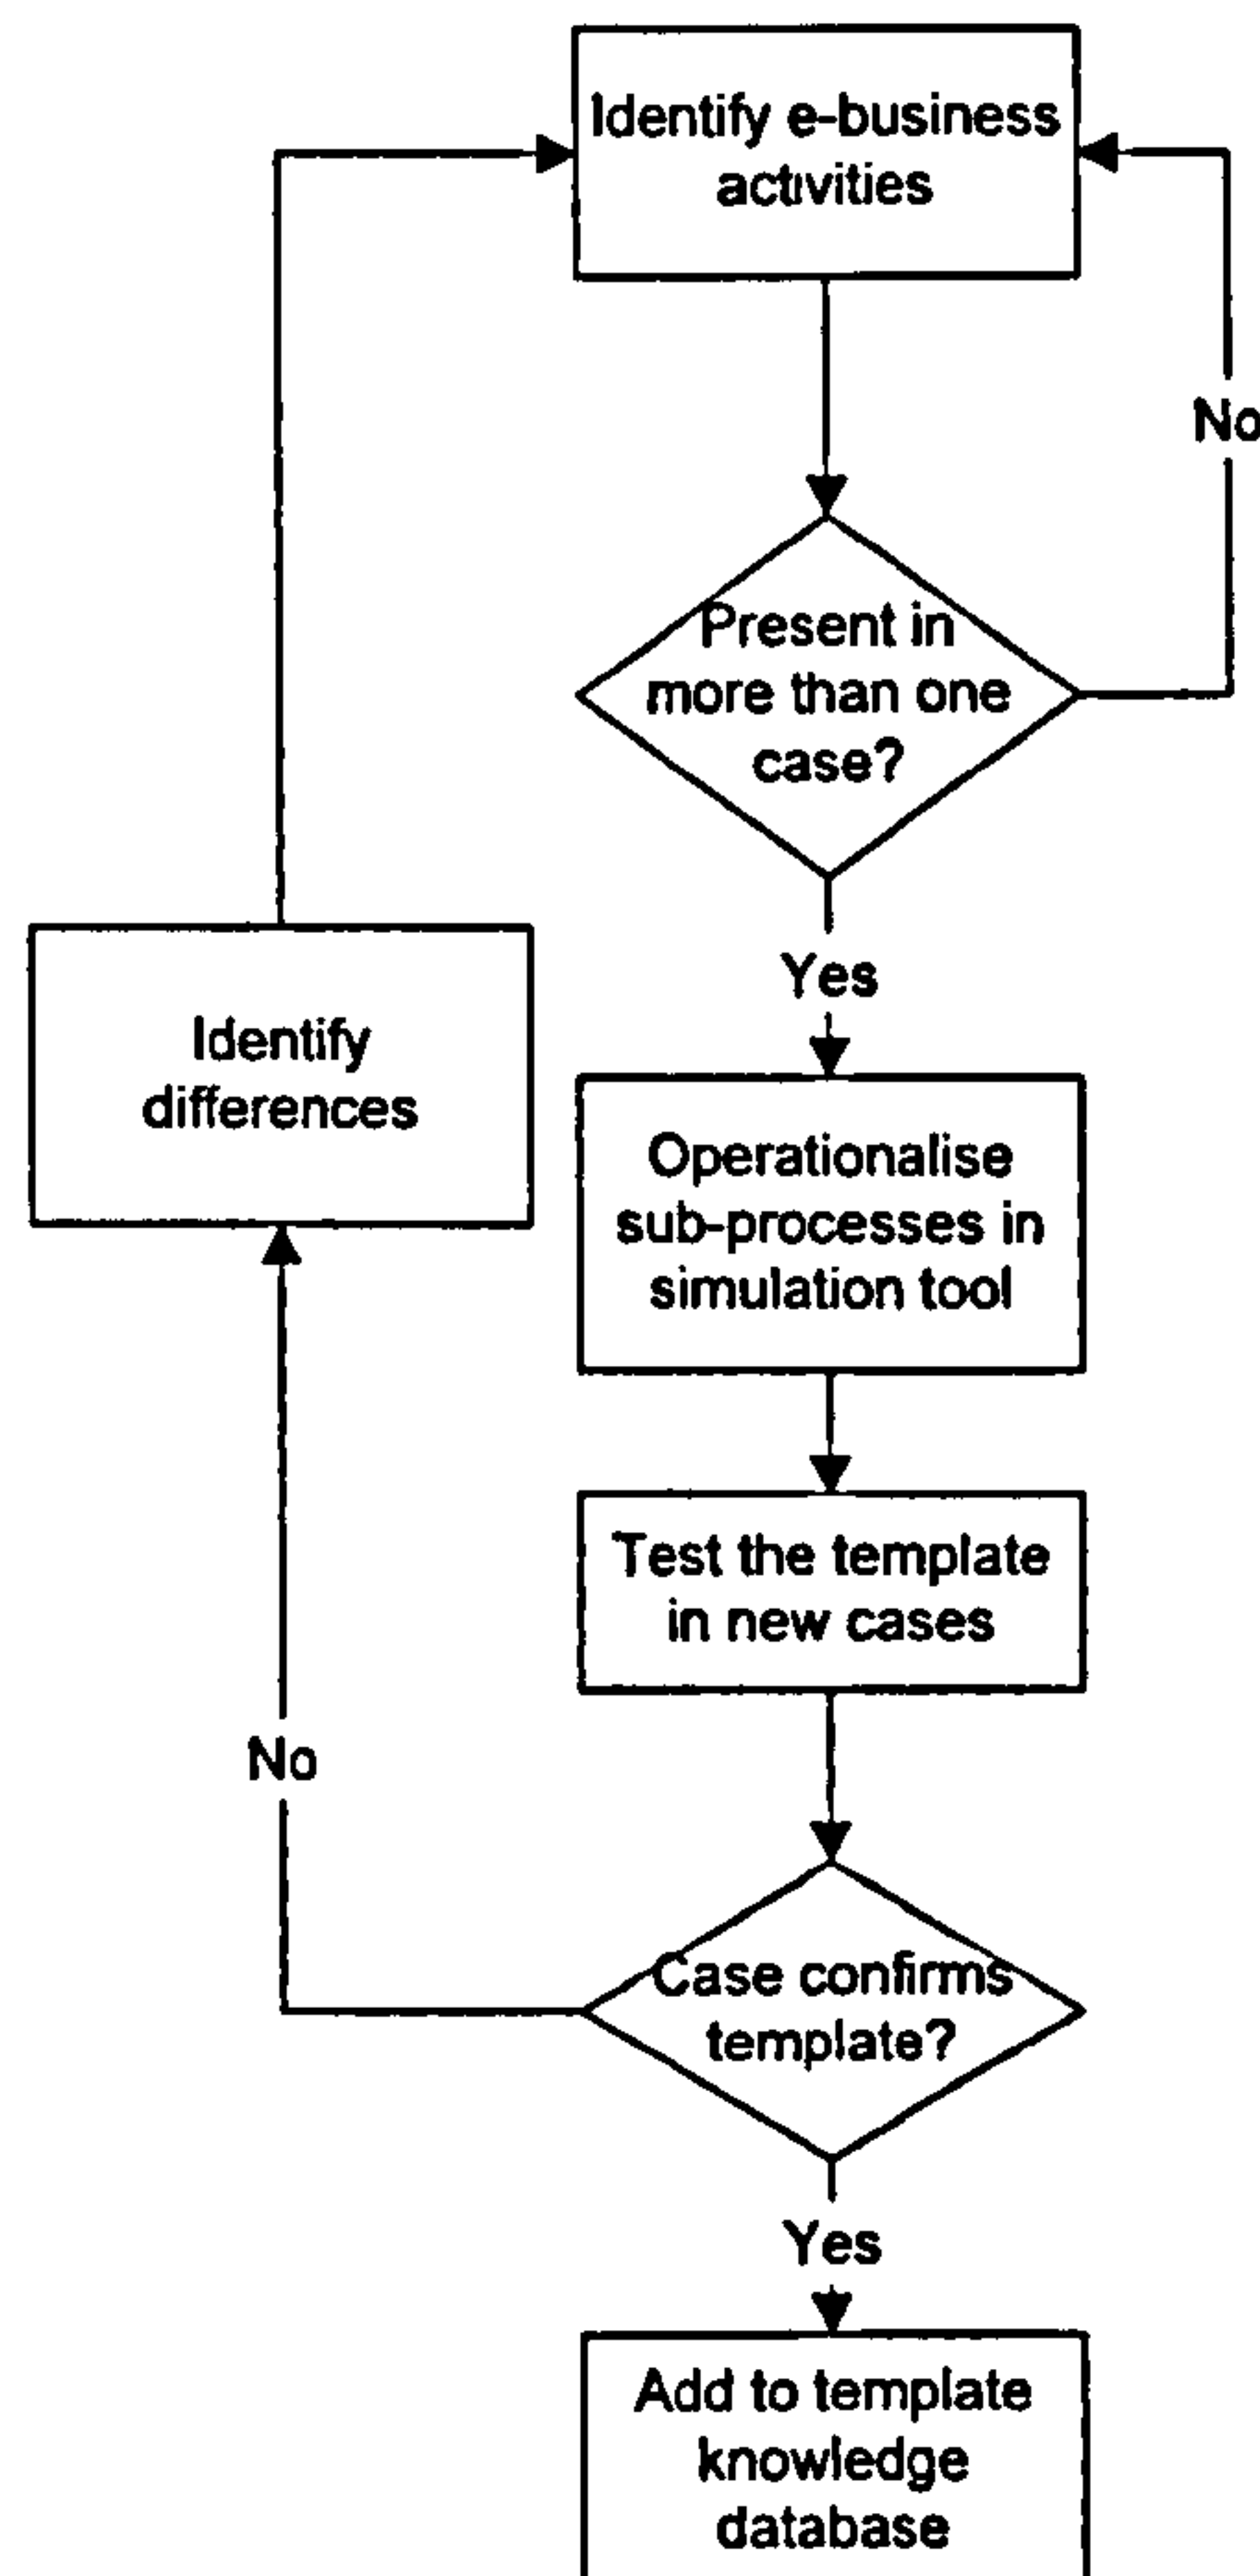 Identify e-business
activities
No
Present in
more than one
case?
Yes
Identify
differences
Operationalise
sub-processes in
simulation tool
Test the template
in new cases
No
Case confirms
template?
Yes
Add to template
knowledge
database